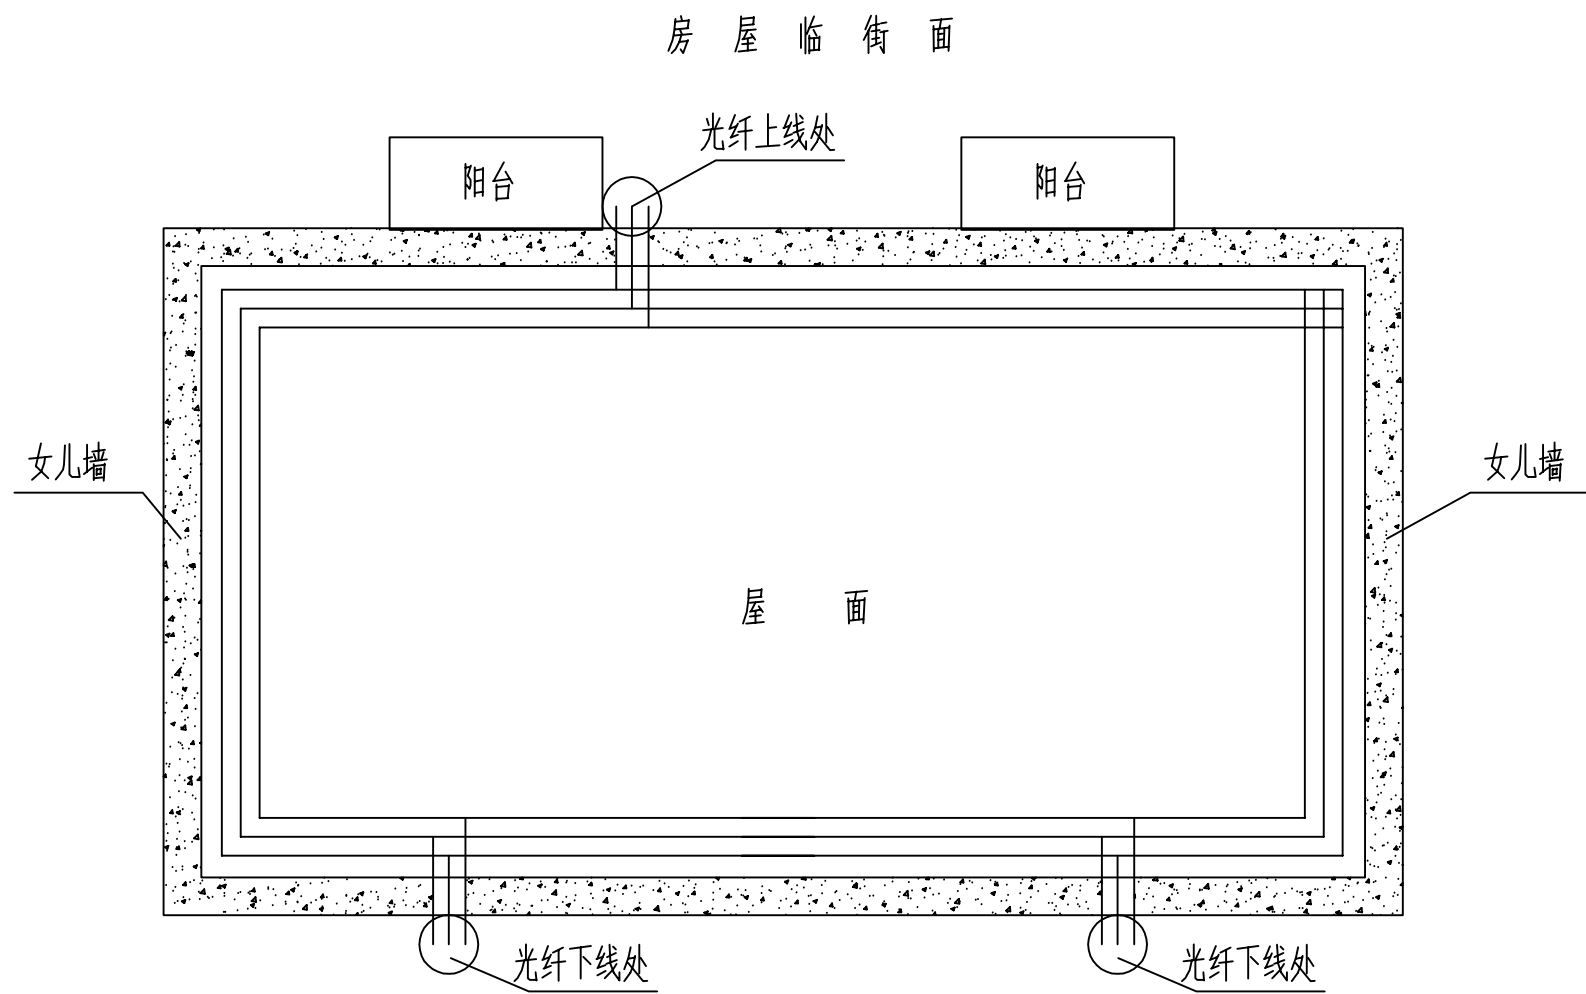 房屋临街面
光纤上线处
阳台
阳台
女儿墙
女儿墙
屋面
光纤下线处
光纤下线处